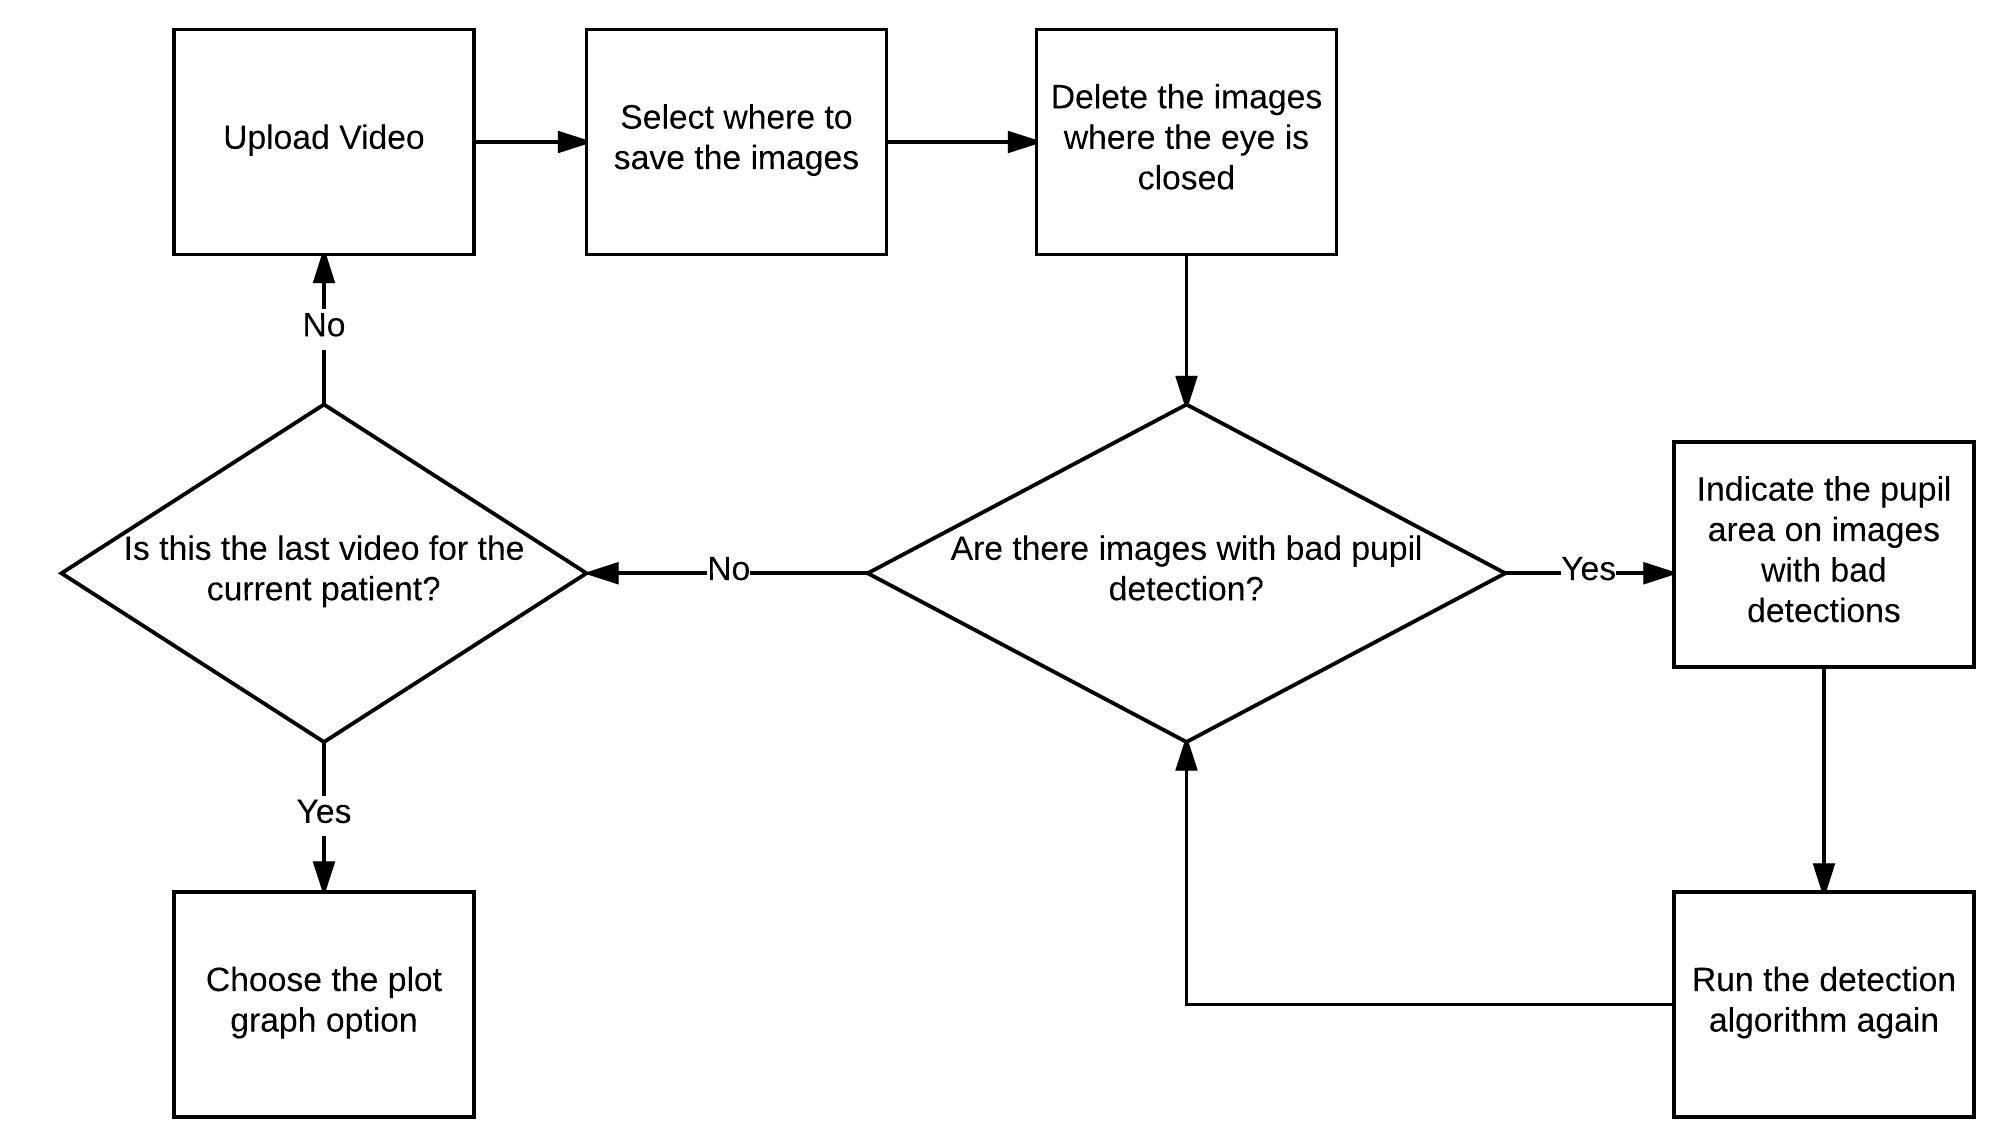 Upload Video
Select where to
save the images
Delete the images
where the eye is
closed
No
Is this the last video for the
current patient?
No
Are there images with bad pupil
detection?
Yes
Indicate the pupil
area on images
with bad
detections
Yes
Choose the plot
graph option
Run the detection
algorithm again